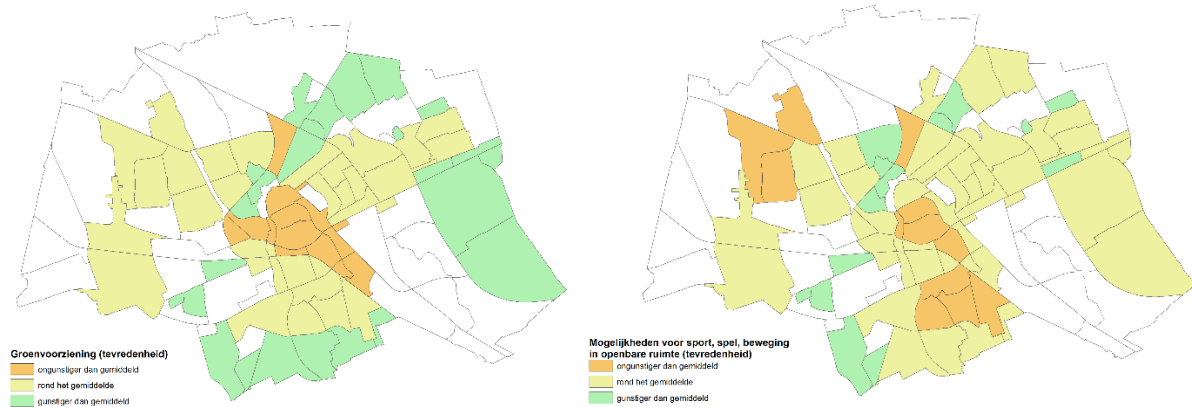 Groenvoorziening (tevredenheid)
ongunstiger dan gemiddeld
rond het gemiddelde
gunstiger dan gemiddeld
Mogelijkheden voor sport, spel, beweging
in openbare ruimte (tevredenheid)
ongunstiger dan gemiddeld
rond het gemiddelde
gunstiger dan gemiddeld